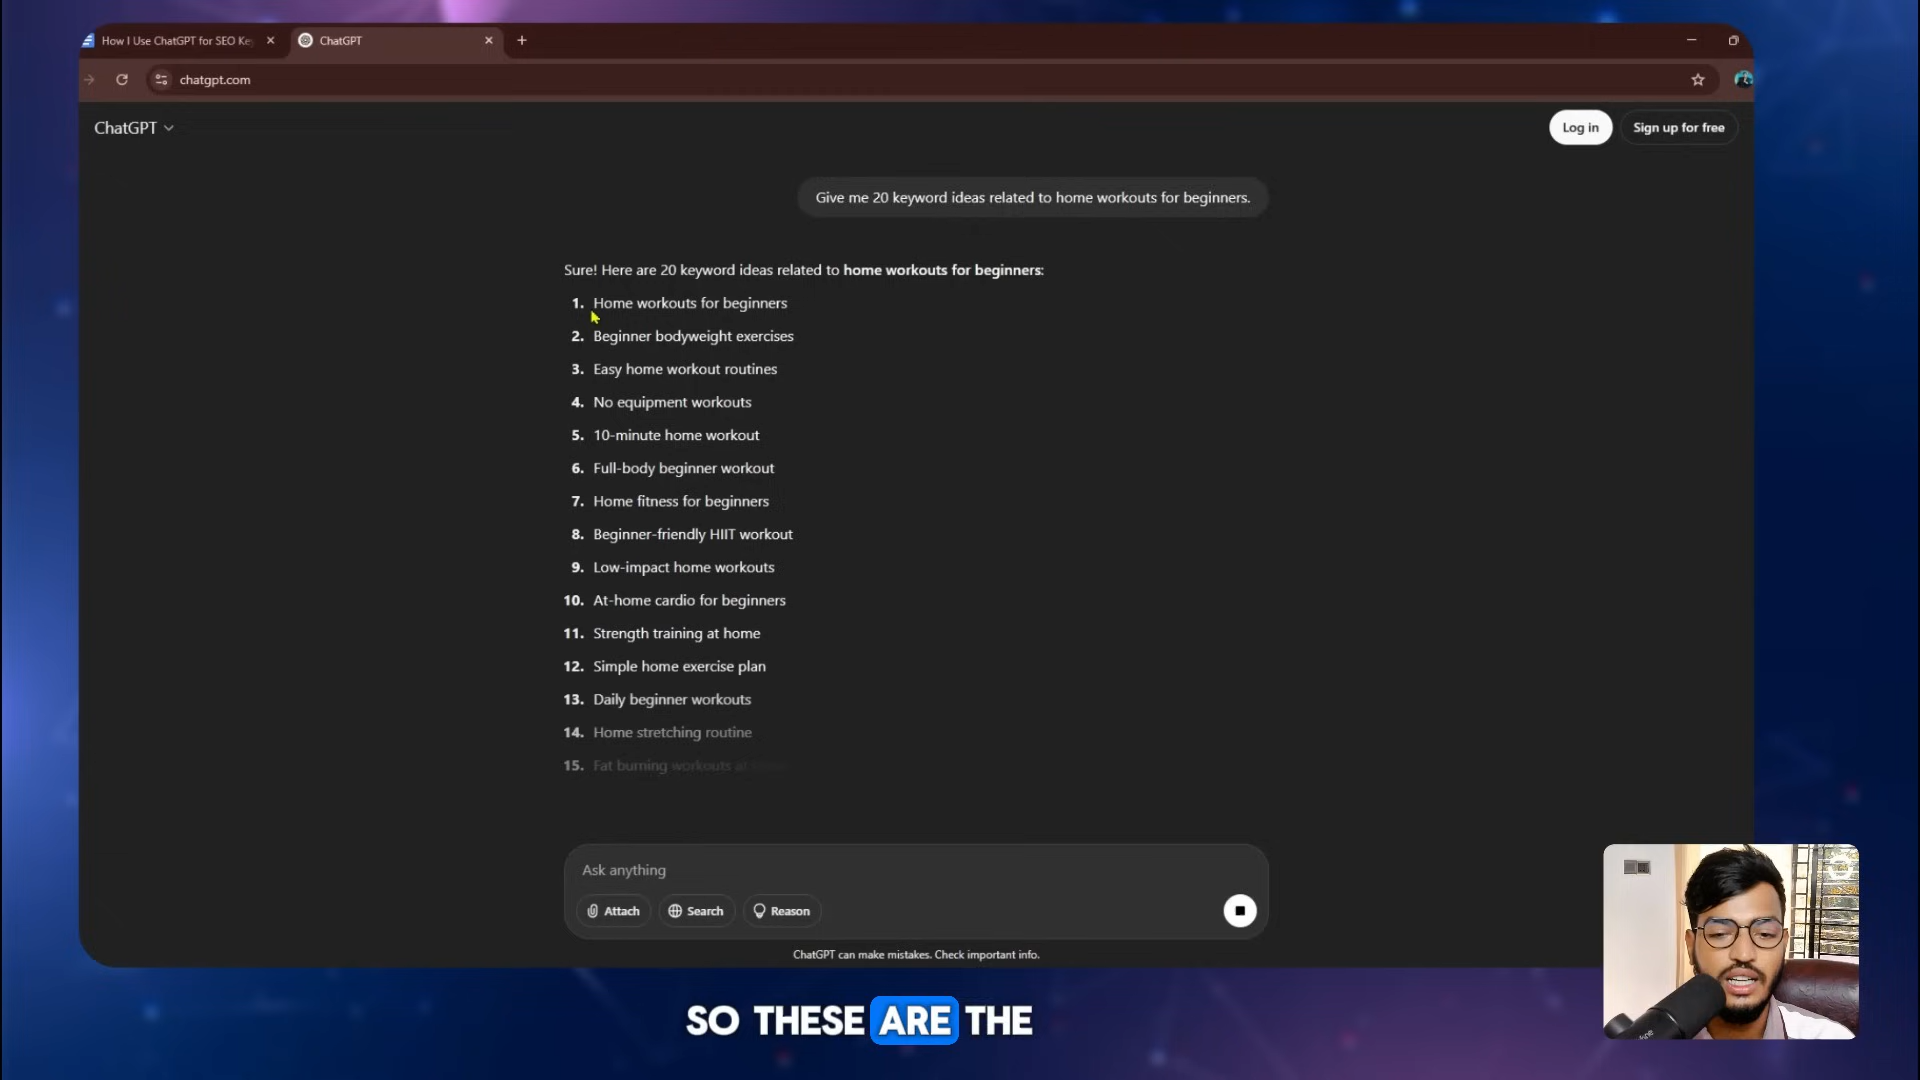 How I Use ChatGPT for SEO Ke
ChatGPT
chatgpt.com
ChatGPT
Log in
Sign up for free
Give me 20 keyword ideas related to home workouts for beginners.
Sure! Here are 20 keyword ideas related to home workouts for beginners:
1. Home workouts for beginners
2. Beginner bodyweight exercises
3. Easy home workout routines
4. No equipment workouts
5. 10-minute home workout
6. Full-body beginner workout
7. Home fitness for beginners
8. Beginner-friendly HIIT workout
9. Low-impact home workouts
10. At-home cardio for beginners
11. Strength training at home
12. Simple home exercise plan
13. Daily beginner workouts
14. Home stretching routine
15. Fat burning workouts at
Ask anything
Attach
Search
Reason
ChatGPT can make mistakes. Check important info.
SO THESE ARE THE